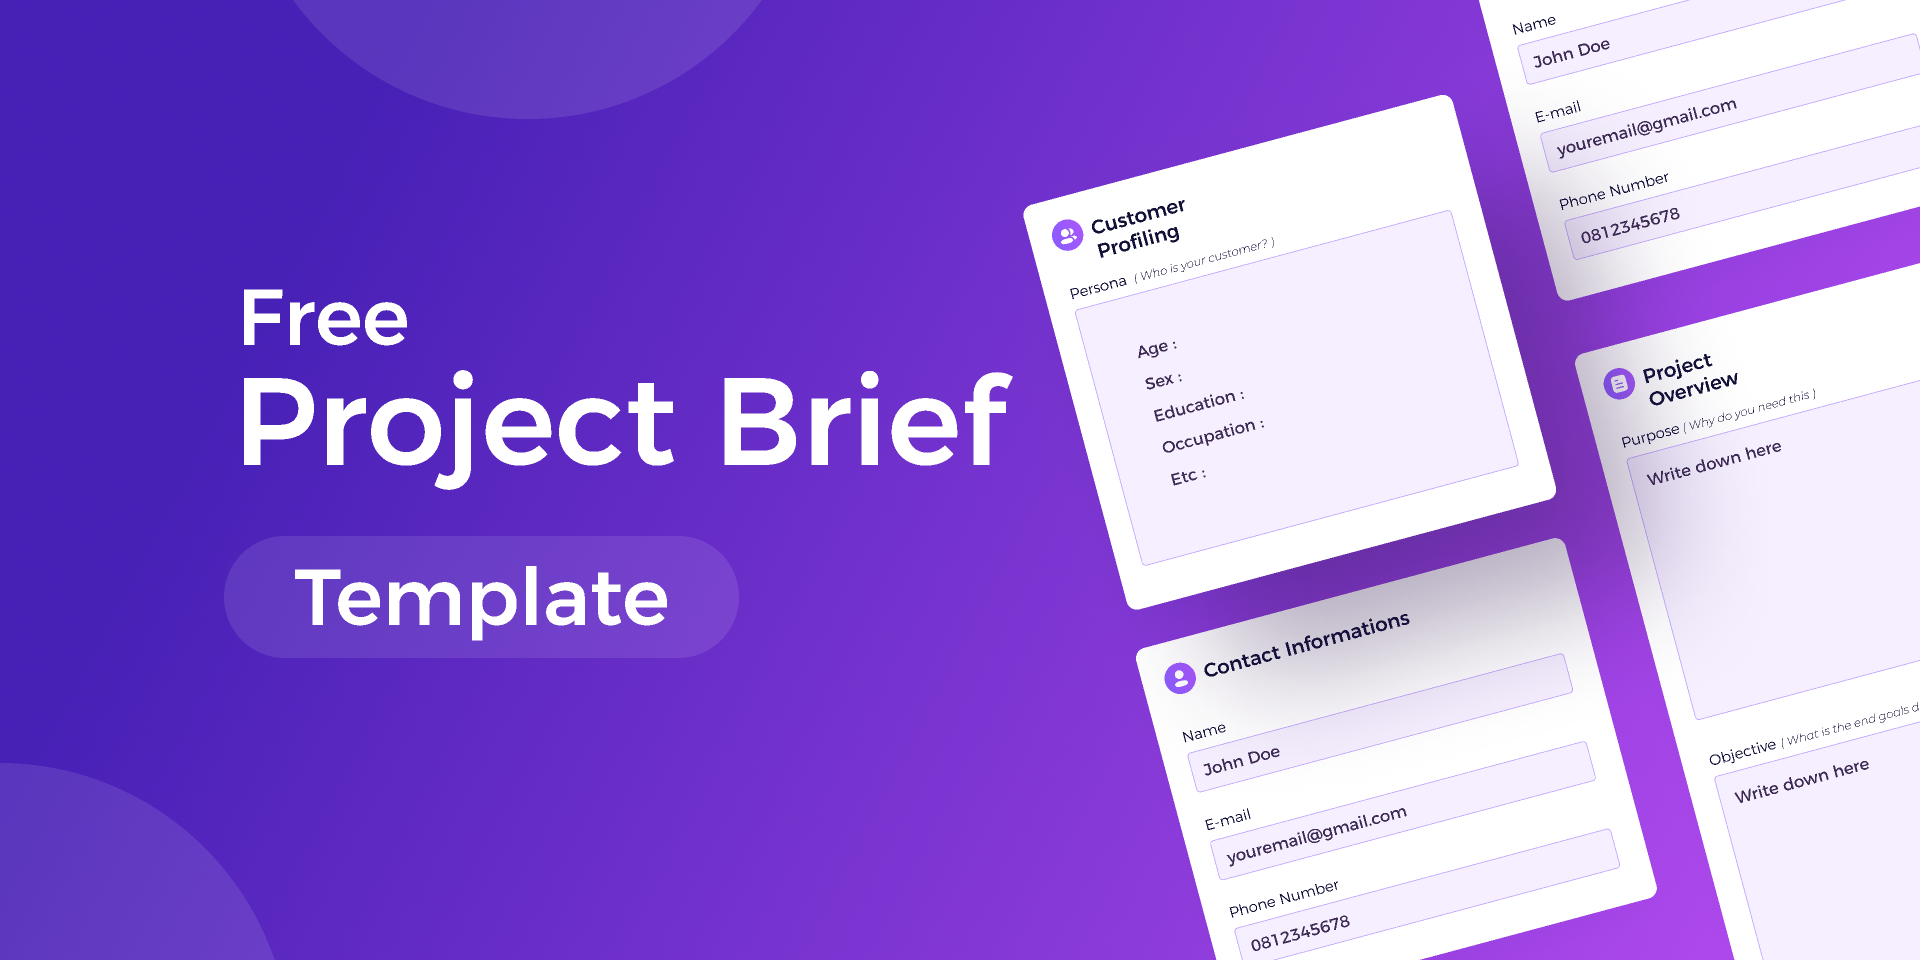 Free
Project Brief
Template
Customer
Profiling
Persona ( Who is your customer? )
Age :
Sex :
Education :
Occupation :
Etc :
Contact Informations
Name
John Doe
E-mail
youremail@gmail.com
Phone Number
0812345678
Name
John Doe
E-mail
youremail@gmail.com
Phone Number
0812345678
Project
Overview
Purpose ( Why do you need this )
Write down here
Objective ( What is the end goals d
Write down here